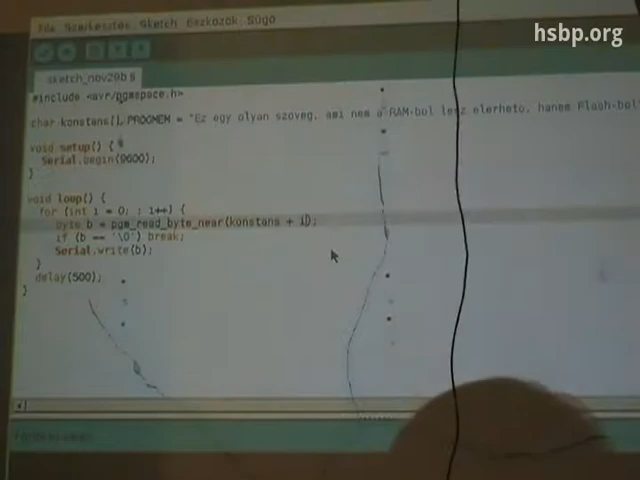 hsbp.org
Fájl Szerkesztés Sketch Eszközök Súgó
sketch_nov29b §
#include <avr/pgmspace.h>
char konstans[] PROGMEM = "Ez egy olyan szoveg, ami nem a RAM-bol lesz elerheto, hanem Flash-bol
void setup() {
Serial.begin(9600);
}
void loop() {
for (int i = 0; ; i++) {
byte b = pgm_read_byte_near(konstans + i);
if (b == '\0') break;
Serial.write(b);
}
delay(500);
}